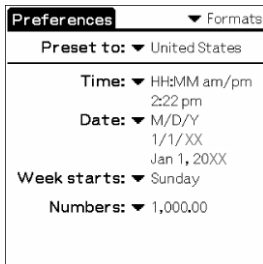 Preferences ▼ Formats
Preset to: ▼ United States
Time: ▼ HH:MM am/pm
2:22 pm
Date: ▼ M/D/Y
1/1/XX
Jan 1, 20XX
Week starts: ▼ Sunday
Numbers: ▼ 1,000.00